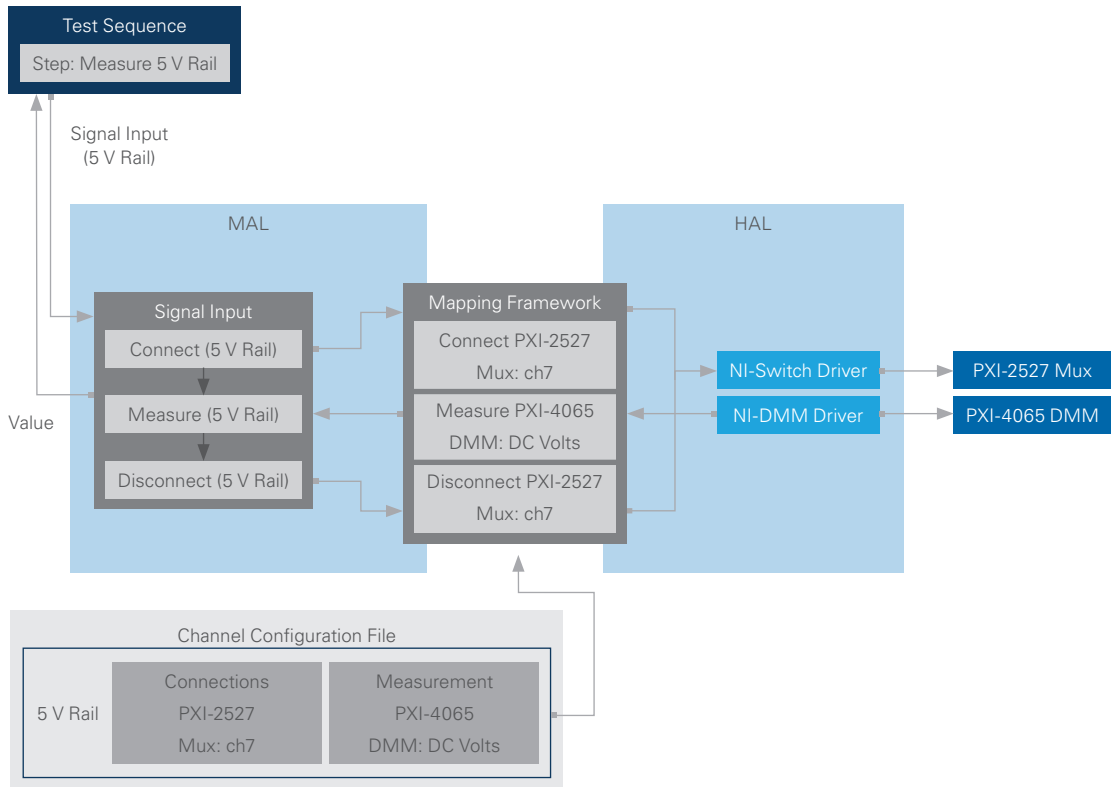 Test Sequence
Step: Measure 5 V Rail
Signal Input
(5 V Rail)
MAL
HAL
Signal Input
Connect (5 V Rail)
Measure (5 V Rail)
Disconnect (5 V Rail)
Value
Mapping Framework
Connect PXI-2527
Mux: ch7
Measure PXI-4065
DMM: DC Volts
Disconnect PXI-2527
Mux: ch7
NI-Switch Driver
PXI-2527 Mux
NI-DMM Driver
PXI-4065 DMM
Channel Configuration File
5 V Rail
Connections
PXI-2527
Mux: ch7
Measurement
PXI-4065
DMM: DC Volts